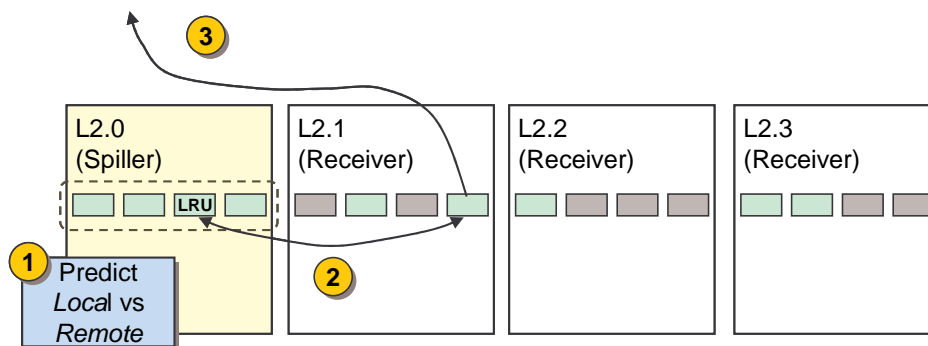 3
L2.0
(Spiller)
L2.1
(Receiver)
L2.2
(Receiver)
L2.3
(Receiver)
LRU
1
Predict
Local vs
Remote
2